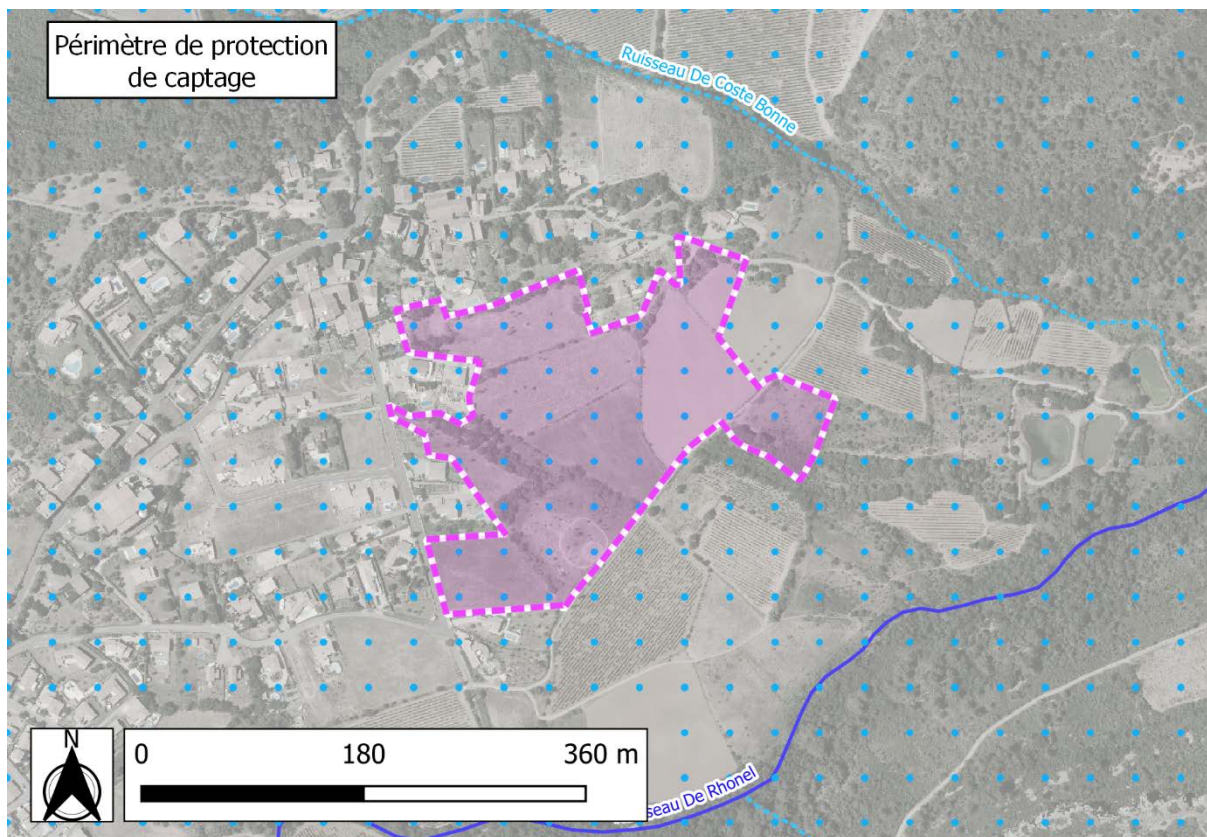 Périmètre de protection
de captage
Ruisseau De Coste Bonne
N
0 180 360 m
seau De Rhonel